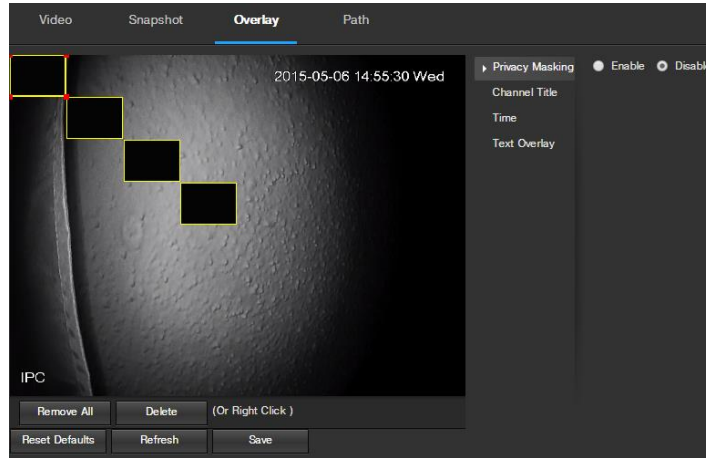 Video Snapshot Overlay Path
2015-05-06 14:55:30 Wed
Privacy Masking Enable Disabl
Channel Title
Time
Text Overlay
IPC
Remove All Delete (Or Right Click )
Reset Defaults Refresh Save